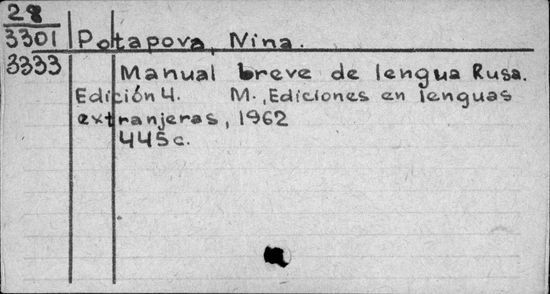 28
3301 Potapova, Nina.
3333 Manual breve de lengua Rusa.
Edición 4. M., Ediciones en lenguas
extranjeras, 1962
445c.